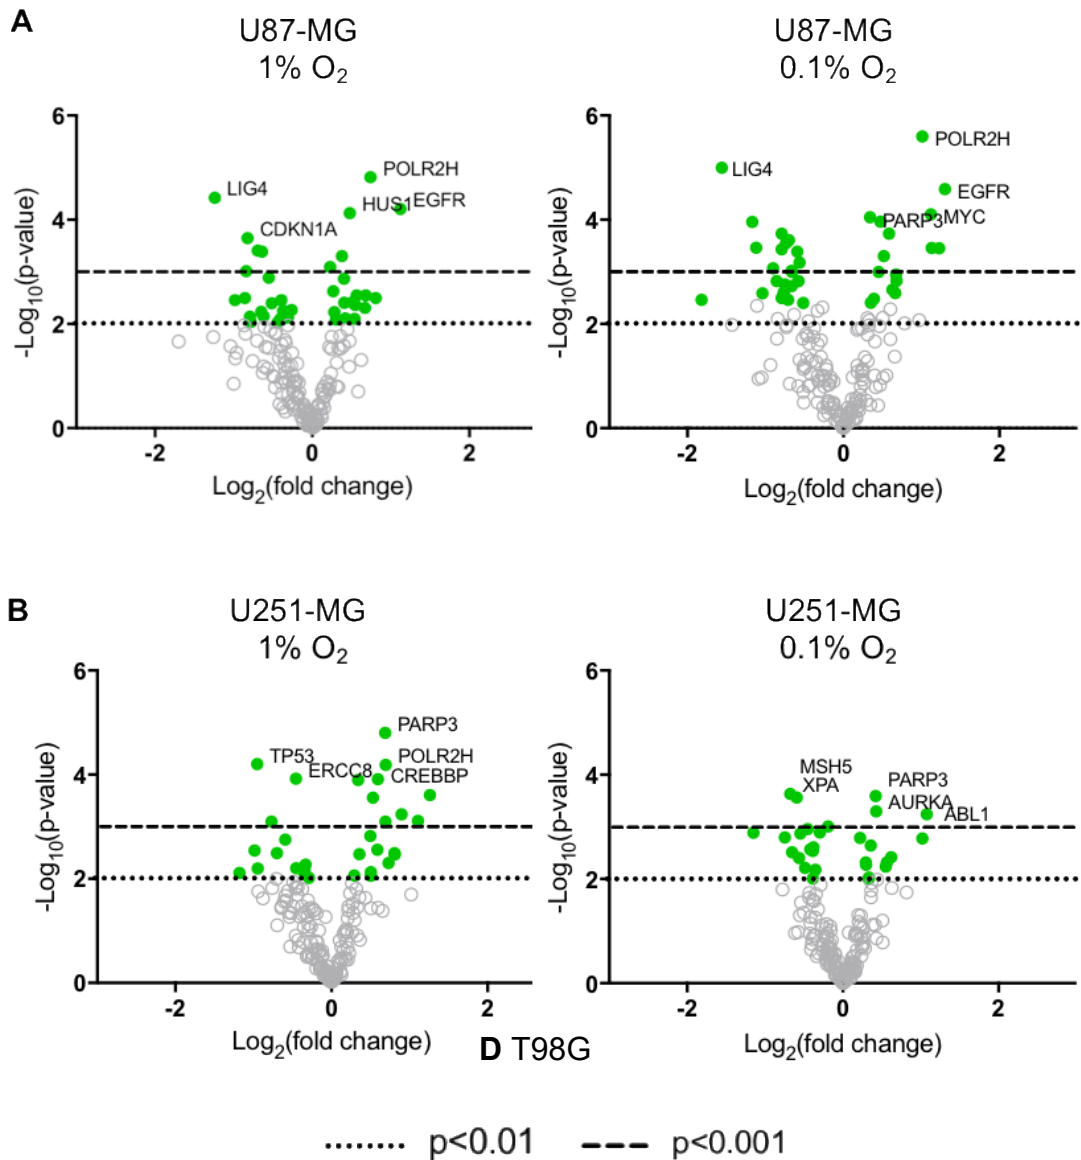 A
U87-MG
1% O2
U87-MG
0.1% O2
6
4
2
0
-2
0
2
-Log10(p-value)
Log2(fold change)
LIG4
POLR2H
HUS1
EGFR
CDKN1A
6
4
2
0
-2
0
2
-Log10(p-value)
Log2(fold change)
POLR2H
LIG4
EGFR
PARP3
MYC
B
U251-MG
1% O2
U251-MG
0.1% O2
6
4
2
0
-2
0
2
-Log10(p-value)
Log2(fold change)
PARP3
TP53
POLR2H
ERCC8
CREBBP
6
4
2
0
-2
0
2
-Log10(p-value)
Log2(fold change)
MSH5
XPA
PARP3
AURKA
ABL1
D T98G
p<0.01
p<0.001